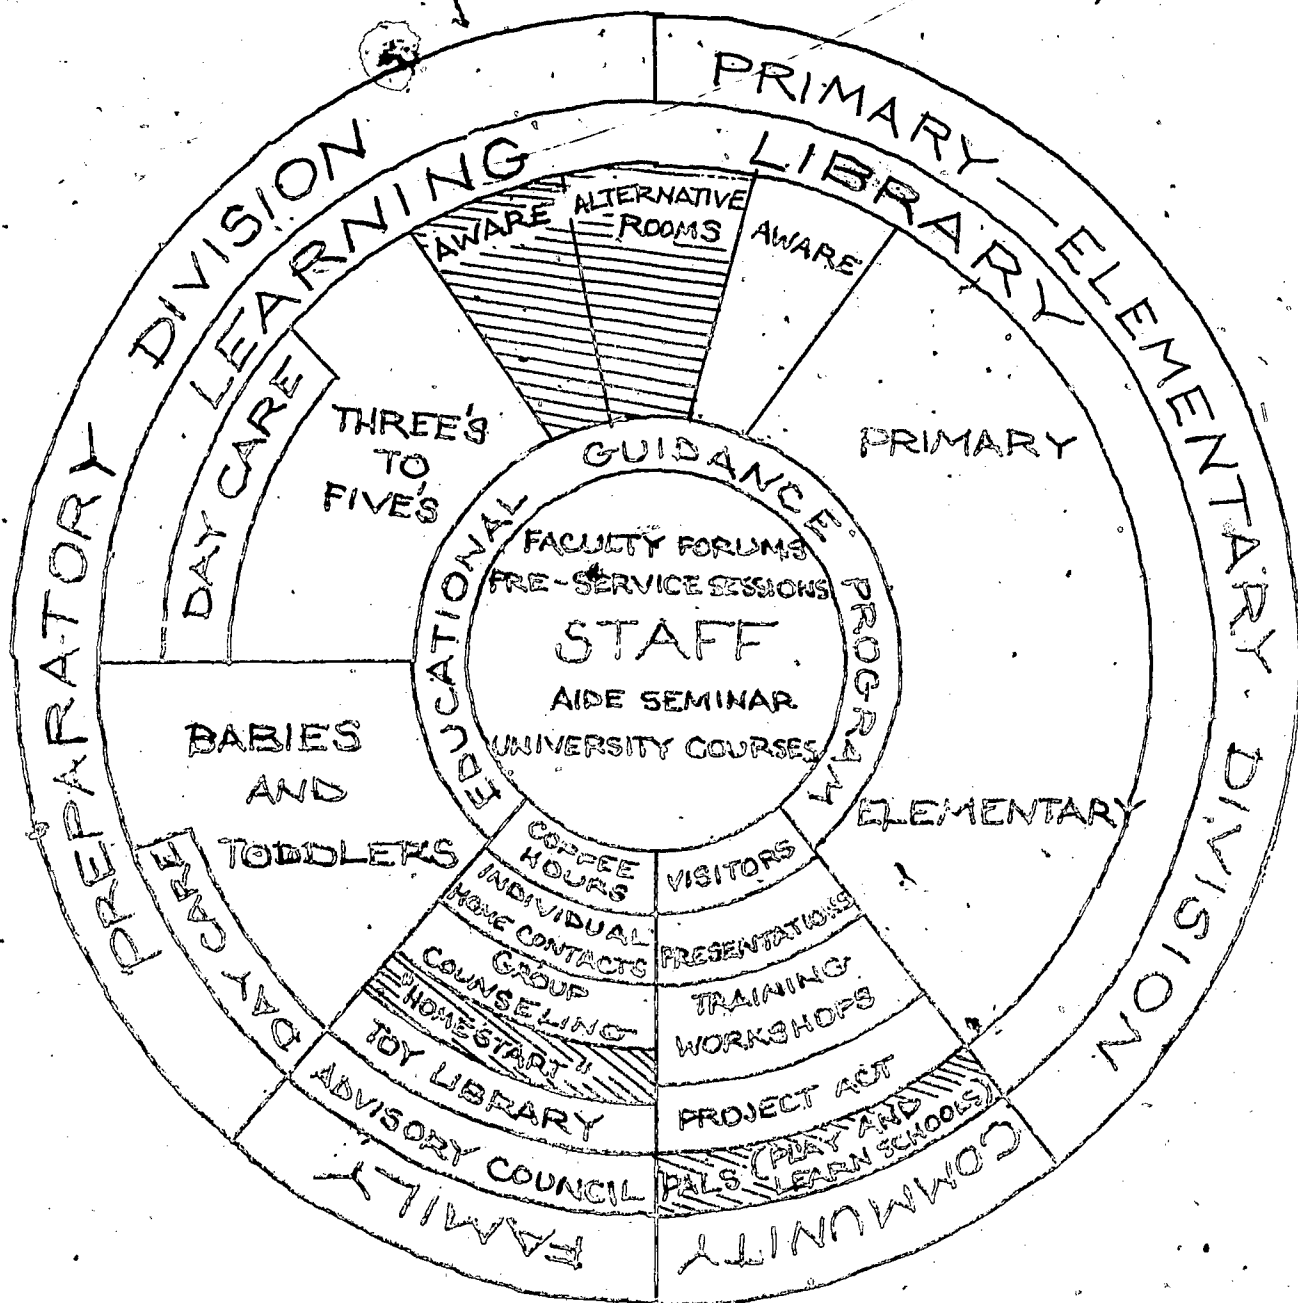 PREPARATORY DIVISION
PRIMARY—ELEMENTARY DIVISION
LEARNING LIBRARY
AWARE
ALTERNATIVE
ROOMS
AWARE
DAY CARE
THREE'S
TO
FIVE'S
PRIMARY
EDUCATIONAL GUIDANCE PROGRAM
FACULTY FORUMS
PRE-SERVICE SESSIONS
STAFF
AIDE SEMINAR
UNIVERSITY COURSES
BABIES
AND
TODDLERS
DAY CARE
ELEMENTARY
COFFEE
HOURS
INDIVIDUAL
HOME CONTACTS
GROUP
COUNSELING
"HOMESTART"
TOY LIBRARY
ADVISORY COUNCIL
FAMILY
VISITORS
PRESENTATIONS
TRAINING
WORKSHOPS
PROJECT ACT
PALS (PLAY AND
LEARN SCHOOLS)
COMMUNITY